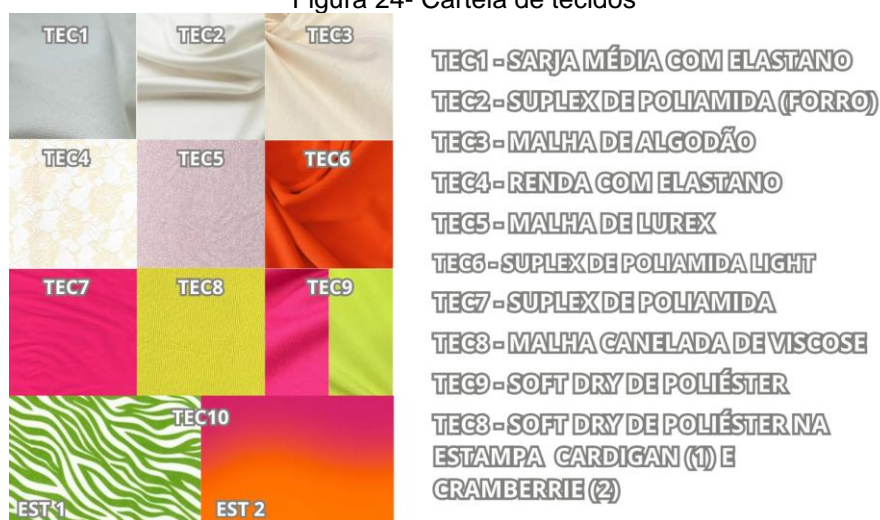 Figura 24- Cartela de tecidos
TEC1
TEC2
TEC3
TEC4
TEC5
TEC6
TEC7
TEC8
TEC9
TEC10
EST 1
EST 2
TEC1 - SARJA MÉDIA COM ELASTANO
TEC2 - SUPLEX DE POLIAMIDA (FORRO)
TEC3 - MALHA DE ALGODÃO
TEC4 - RENDA COM ELASTANO
TEC5 - MALHA DE LUREX
TEC6 - SUPLEX DE POLIAMIDA LIGHT
TEC7 - SUPLEX DE POLIAMIDA
TEC8 - MALHA CANELADA DE VISCOSE
TEC9 - SOFT DRY DE POLIÉSTER
TEC8 - SOFT DRY DE POLIÉSTER NA
ESTAMPA CARDIGAN (1) E
CRAMBERRIE (2)